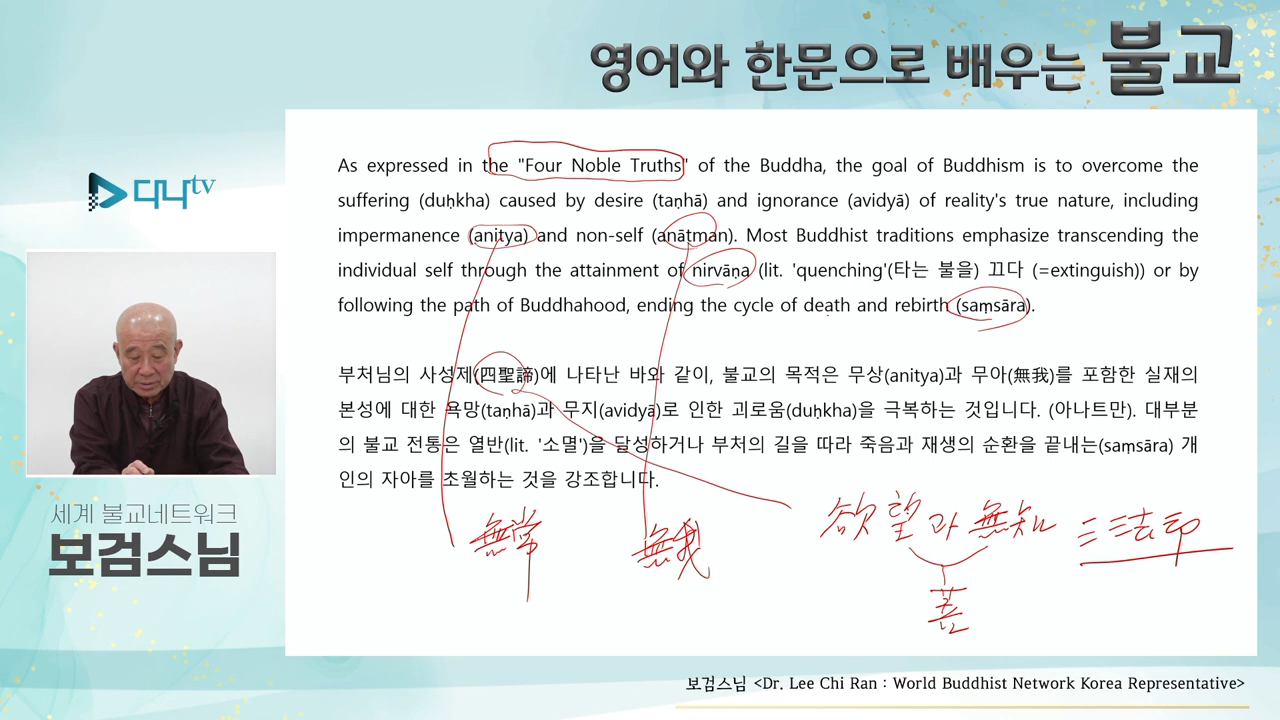 영어와 한문으로 배우는 불교
디나tv
As expressed in the "Four Noble Truths" of the Buddha, the goal of Buddhism is to overcome the
suffering (duḥkha) caused by desire (taṇhā) and ignorance (avidyā) of reality's true nature, including
impermanence (anitya) and non-self (anātman). Most Buddhist traditions emphasize transcending the
individual self through the attainment of nirvāṇa (lit. 'quenching'(타는 불을) 끄다 (=extinguish)) or by
following the path of Buddhahood, ending the cycle of death and rebirth (saṃsāra).
부처님의 사성제(四聖諦)에 나타난 바와 같이, 불교의 목적은 무상(anitya)과 무아(無我)를 포함한 실재의
본성에 대한 욕망(taṇhā)과 무지(avidyā)로 인한 괴로움(duḥkha)을 극복하는 것입니다. (아나트만). 대부분
의 불교 전통은 열반(lit. '소멸')을 달성하거나 부처의 길을 따라 죽음과 재생의 순환을 끝내는(saṃsāra) 개
인의 자아를 초월하는 것을 강조합니다.
無常 無我 欲望과 無知 三法印
세계 불교네트워크
보검스님
보검스님 <Dr. Lee Chi Ran : World Buddhist Network Korea Representative>